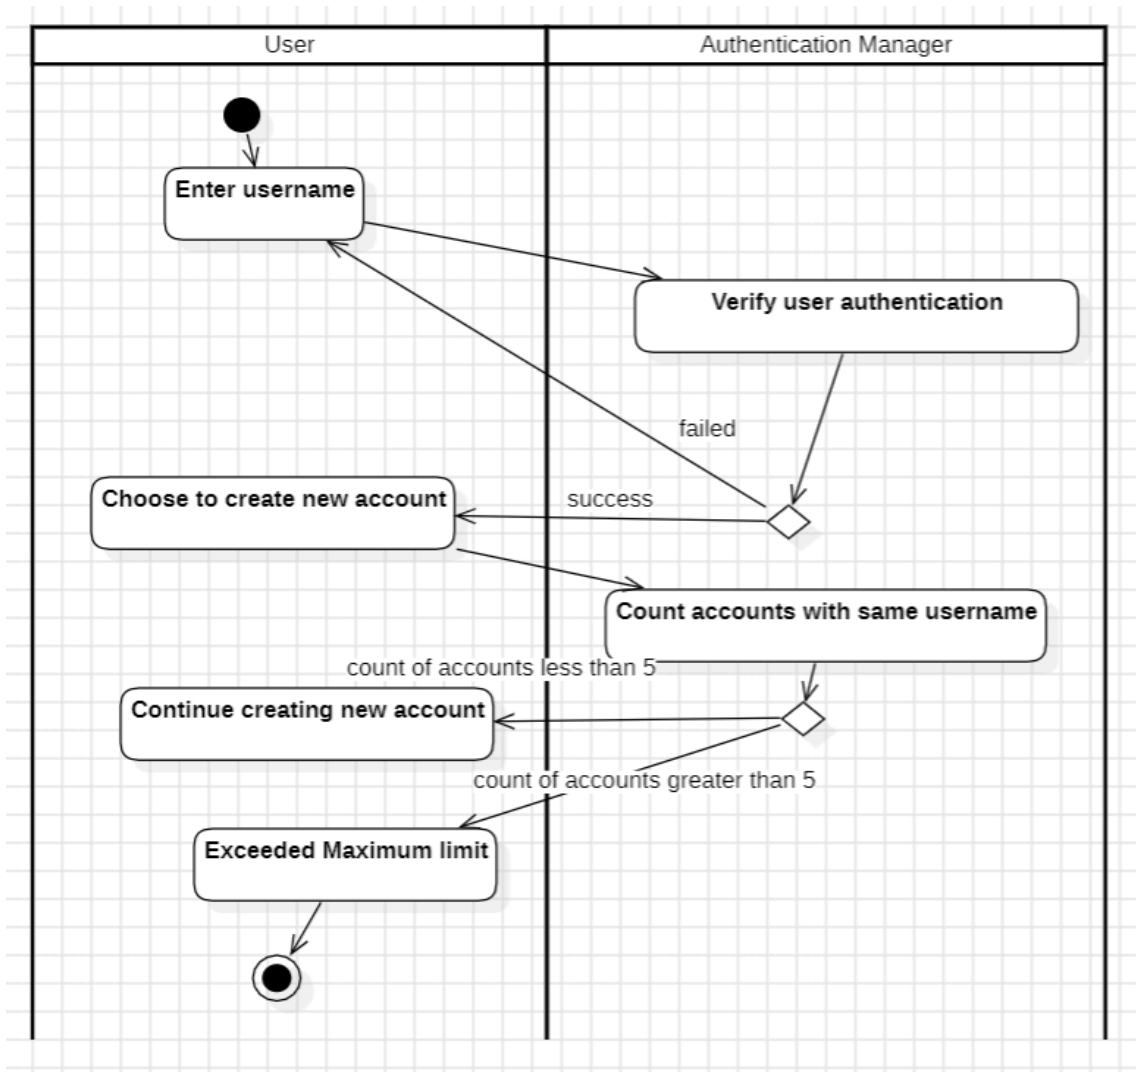 User
Authentication Manager
Enter username
Verify user authentication
failed
Choose to create new account
success
Count accounts with same username
count of accounts less than 5
Continue creating new account
count of accounts greater than 5
Exceeded Maximum limit